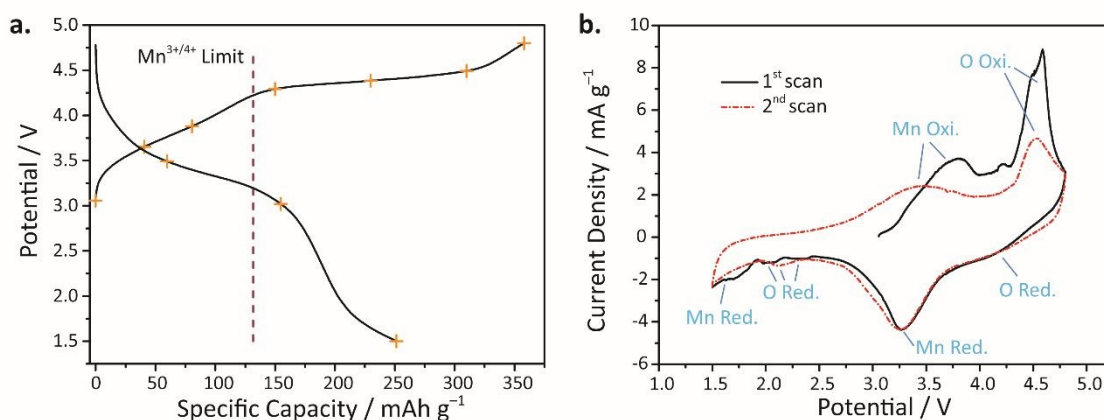 a.
Mn³⁺/⁴⁺ Limit
5.0
4.5
4.0
3.5
3.0
2.5
2.0
1.5
Potential / V
0
50
100
150
200
250
300
350
Specific Capacity / mAh g⁻¹
b.
1ˢᵗ scan
2ⁿᵈ scan
O Oxi.
Mn Oxi.
O Red.
Mn Red.
O Red.
Mn Red.
10
8
6
4
2
0
-2
-4
-6
Current Density / mA g⁻¹
1.0
1.5
2.0
2.5
3.0
3.5
4.0
4.5
5.0
Potential / V